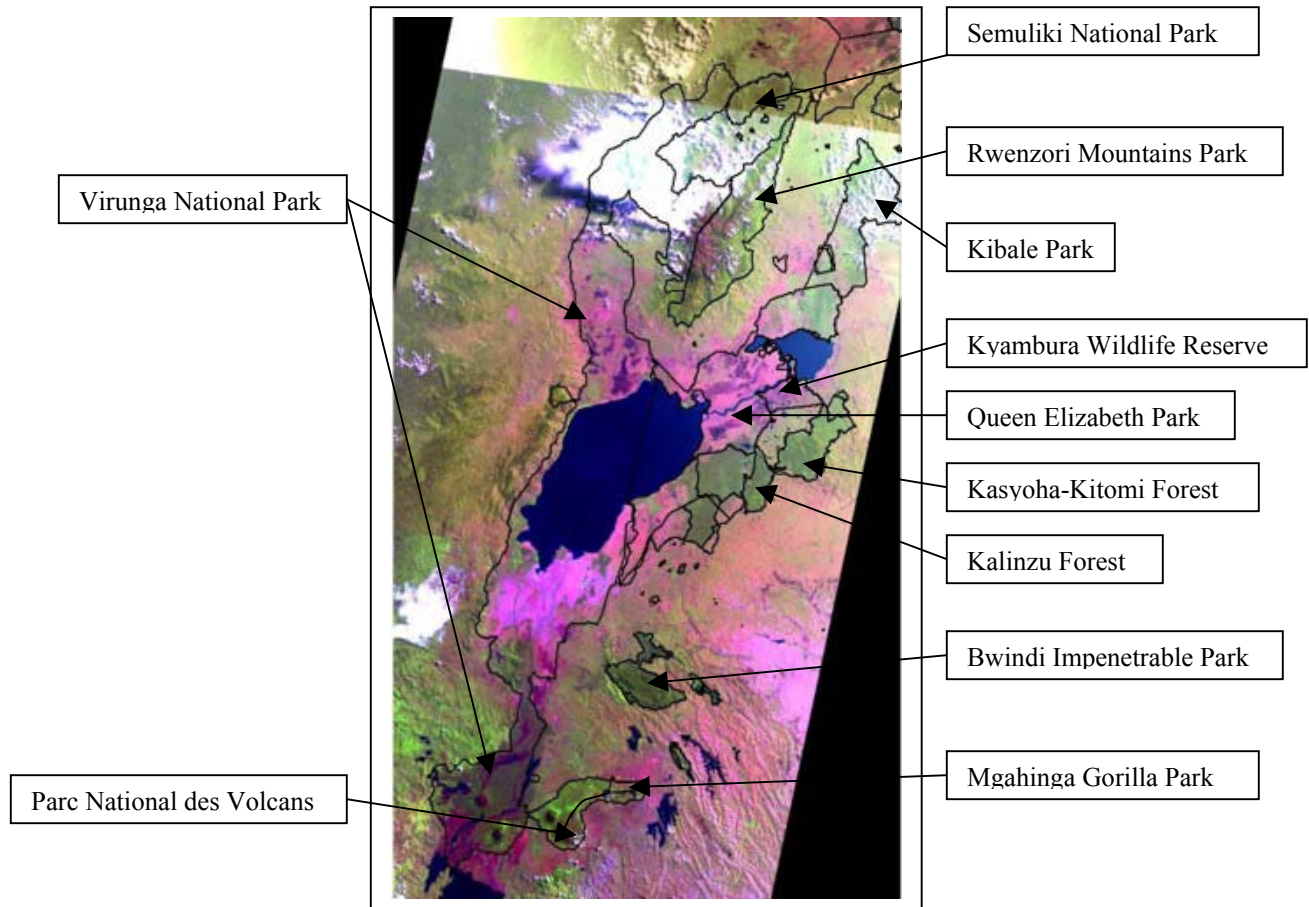 Semuliki National Park
Rwenzori Mountains Park
Virunga National Park
Kibale Park
Kyambura Wildlife Reserve
Queen Elizabeth Park
Kasyoha-Kitomi Forest
Kalinzu Forest
Bwindi Impenetrable Park
Mgahinga Gorilla Park
Parc National des Volcans